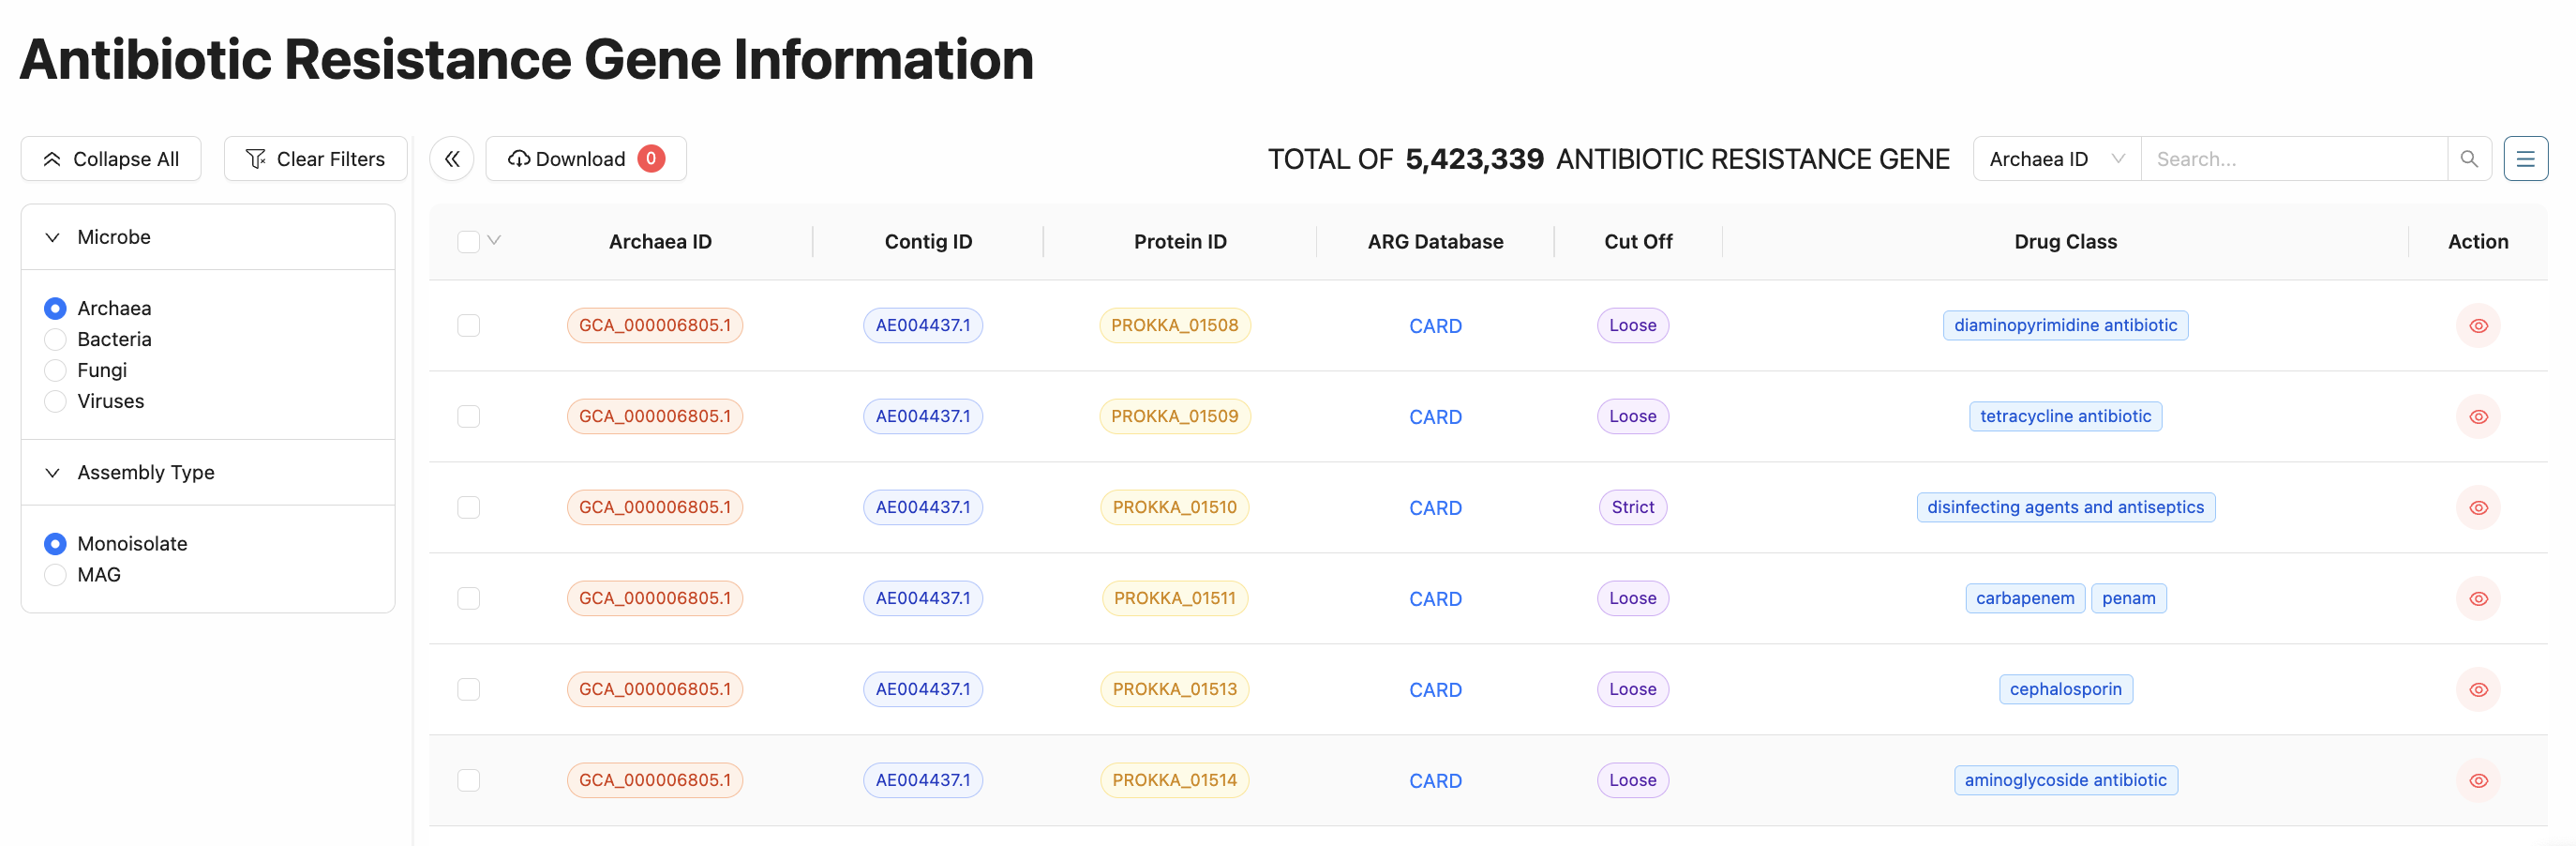 Antibiotic Resistance Gene Information
Collapse All
Clear Filters
Download 0
TOTAL OF 5,423,339 ANTIBIOTIC RESISTANCE GENE
Archaea ID
Search...
Microbe
Archaea
Bacteria
Fungi
Viruses
Assembly Type
Monoisolate
MAG
Archaea ID Contig ID Protein ID ARG Database Cut Off Drug Class Action
GCA_000006805.1 AE004437.1 PROKKA_01508 CARD Loose diaminopyrimidine antibiotic
GCA_000006805.1 AE004437.1 PROKKA_01509 CARD Loose tetracycline antibiotic
GCA_000006805.1 AE004437.1 PROKKA_01510 CARD Strict disinfecting agents and antiseptics
GCA_000006805.1 AE004437.1 PROKKA_01511 CARD Loose carbapenem penam
GCA_000006805.1 AE004437.1 PROKKA_01513 CARD Loose cephalosporin
GCA_000006805.1 AE004437.1 PROKKA_01514 CARD Loose aminoglycoside antibiotic